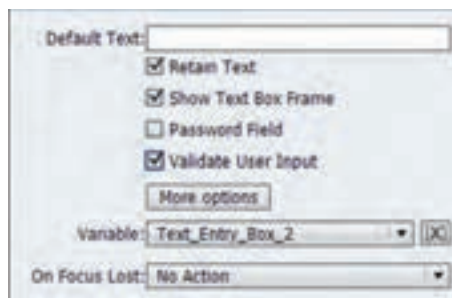 Default Text:
Retain Text
Show Text Box Frame
Password Field
Validate User Input
More options
Variable: Text_Entry_Box_2 [X]
On Focus Lost: No Action